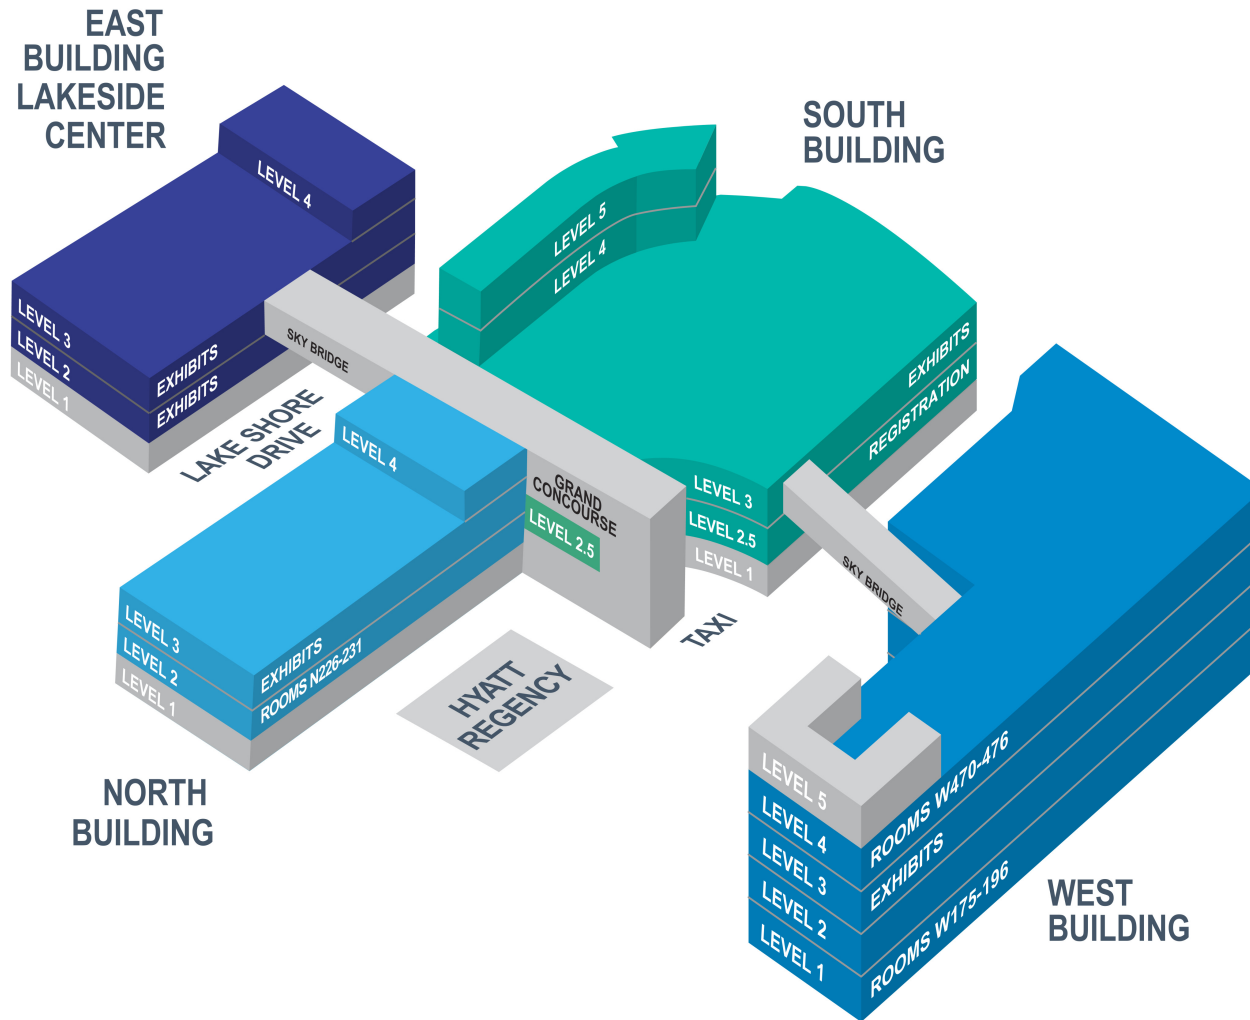 EAST
BUILDING
LAKESIDE
CENTER
LEVEL 4
LEVEL 3
LEVEL 2
LEVEL 1
EXHIBITS
EXHIBITS
SKY BRIDGE
LAKE SHORE
DRIVE
SOUTH
BUILDING
LEVEL 5
LEVEL 4
EXHIBITS
REGISTRATION
LEVEL 3
LEVEL 2.5
LEVEL 1
GRAND
CONCOURSE
LEVEL 2.5
LEVEL 4
LEVEL 3
LEVEL 2
LEVEL 1
EXHIBITS
ROOMS N226-231
NORTH
BUILDING
HYATT
REGENCY
TAXI
SKY BRIDGE
LEVEL 5
LEVEL 4
LEVEL 3
LEVEL 2
LEVEL 1
ROOMS W470-476
EXHIBITS
ROOMS W175-196
WEST
BUILDING